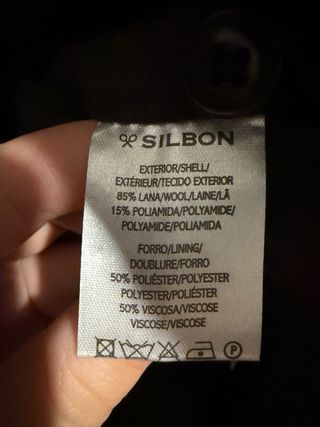 SILBON
EXTERIOR/SHELL/
EXTÉRIEUR/TECIDO EXTERIOR
85% LANA/WOOL/LAINE/LÃ
15% POLIAMIDA/POLYAMIDE/
POLYAMIDE/POLIAMIDA
FORRO/LINING/
DOUBLURE/FORRO
50% POLIÉSTER/POLYESTER
POLYESTER/POLIÉSTER
50% VISCOSA/VISCOSE
VISCOSE/VISCOSE
P